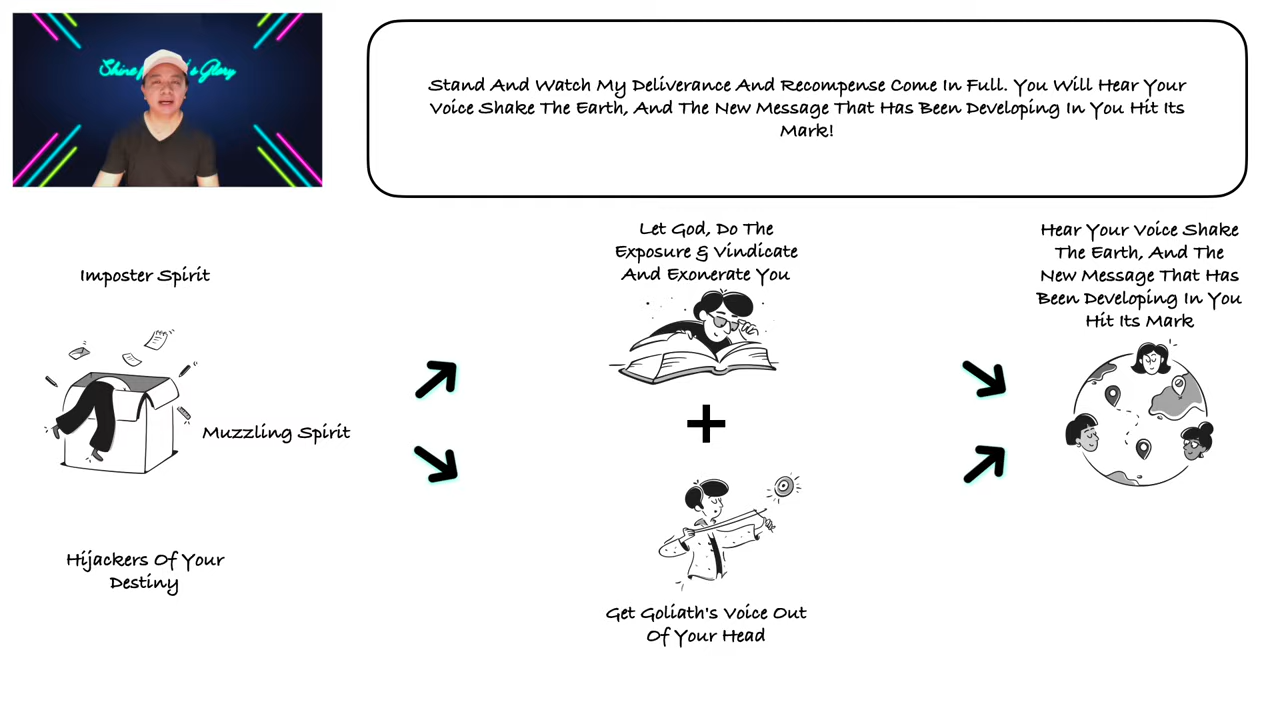 Shine s Glory
Stand And Watch My Deliverance And Recompense Come In Full. You Will Hear Your
Voice Shake The Earth, And The New Message That Has Been Developing In You Hit Its
Mark!
Imposter Spirit
Muzzling Spirit
Hijackers Of Your
Destiny
Let God, Do The
Exposure & Vindicate
And Exonerate You
Get Goliath's Voice Out
Of Your Head
Hear Your Voice Shake
The Earth, And The
New Message That Has
Been Developing In You
Hit Its Mark